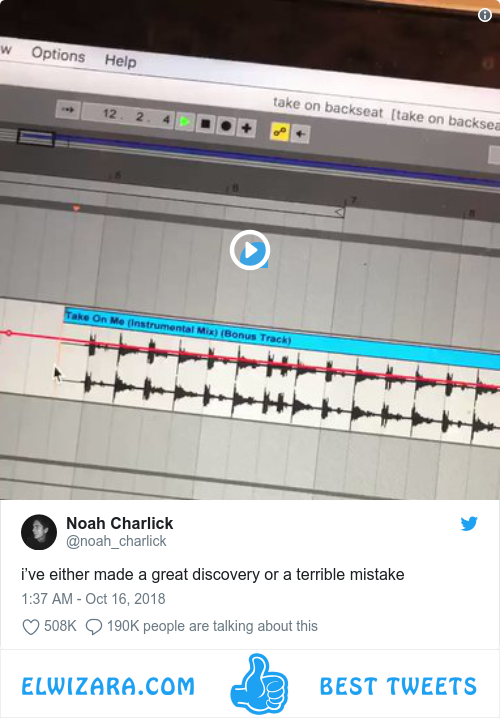 w Options Help
take on backseat [take on backsea
12. 2. 4
5
6
7
8
Take On Me (Instrumental Mix) (Bonus Track)
Noah Charlick
@noah_charlick
i've either made a great discovery or a terrible mistake
1:37 AM - Oct 16, 2018
508K 190K people are talking about this
ELWIZARA.COM BEST TWEETS